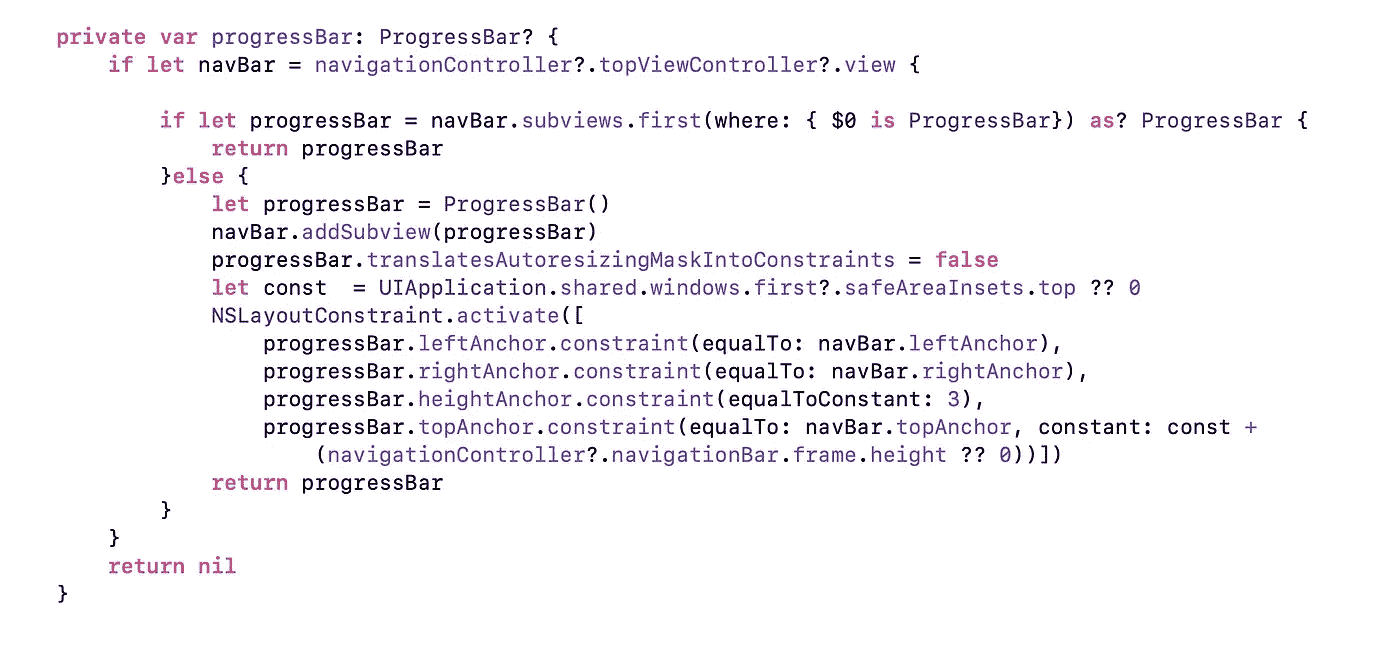 private var progressBar: ProgressBar? {
if let navBar = navigationController?.topViewController?.view {
if let progressBar = navBar.subviews.first(where: { $0 is ProgressBar}) as? ProgressBar {
return progressBar
}else {
let progressBar = ProgressBar()
navBar.addSubview(progressBar)
progressBar.translatesAutoresizingMaskIntoConstraints = false
let const  = UIApplication.shared.windows.first?.safeAreaInsets.top ?? 0
NSLayoutConstraint.activate([
progressBar.leftAnchor.constraint(equalTo: navBar.leftAnchor),
progressBar.rightAnchor.constraint(equalTo: navBar.rightAnchor),
progressBar.heightAnchor.constraint(equalToConstant: 3),
progressBar.topAnchor.constraint(equalTo: navBar.topAnchor, constant: const +
(navigationController?.navigationBar.frame.height ?? 0))])
return progressBar
}
}
return nil
}